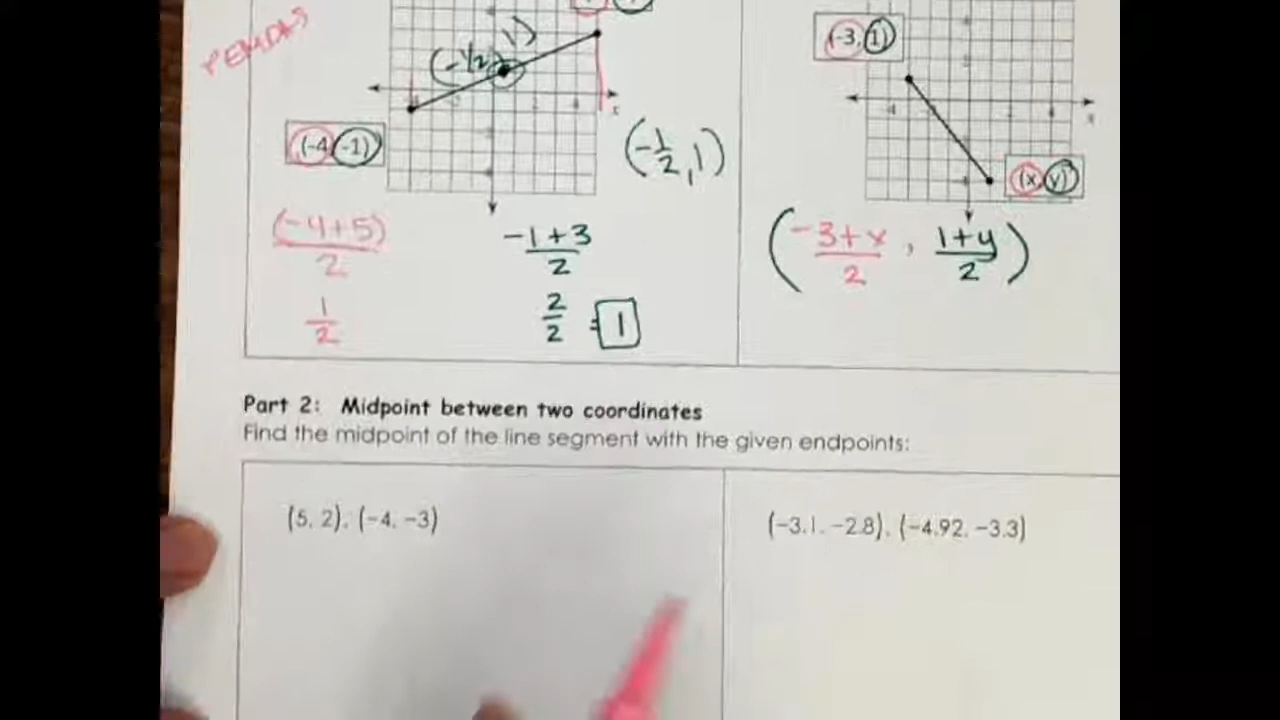 PEMDAS
(-1/2, 1)
(-4, -1)
(-1/2, 1)
(-4+5)/2
-1+3/2
1/2
2/2 = 1
(-3, 1)
x
(x, y)
(-3+x/2, 1+y/2)
Part 2: Midpoint between two coordinates
Find the midpoint of the line segment with the given endpoints:
(5, 2), (-4, -3)
(-3.1, -2.8), (-4.92, -3.3)